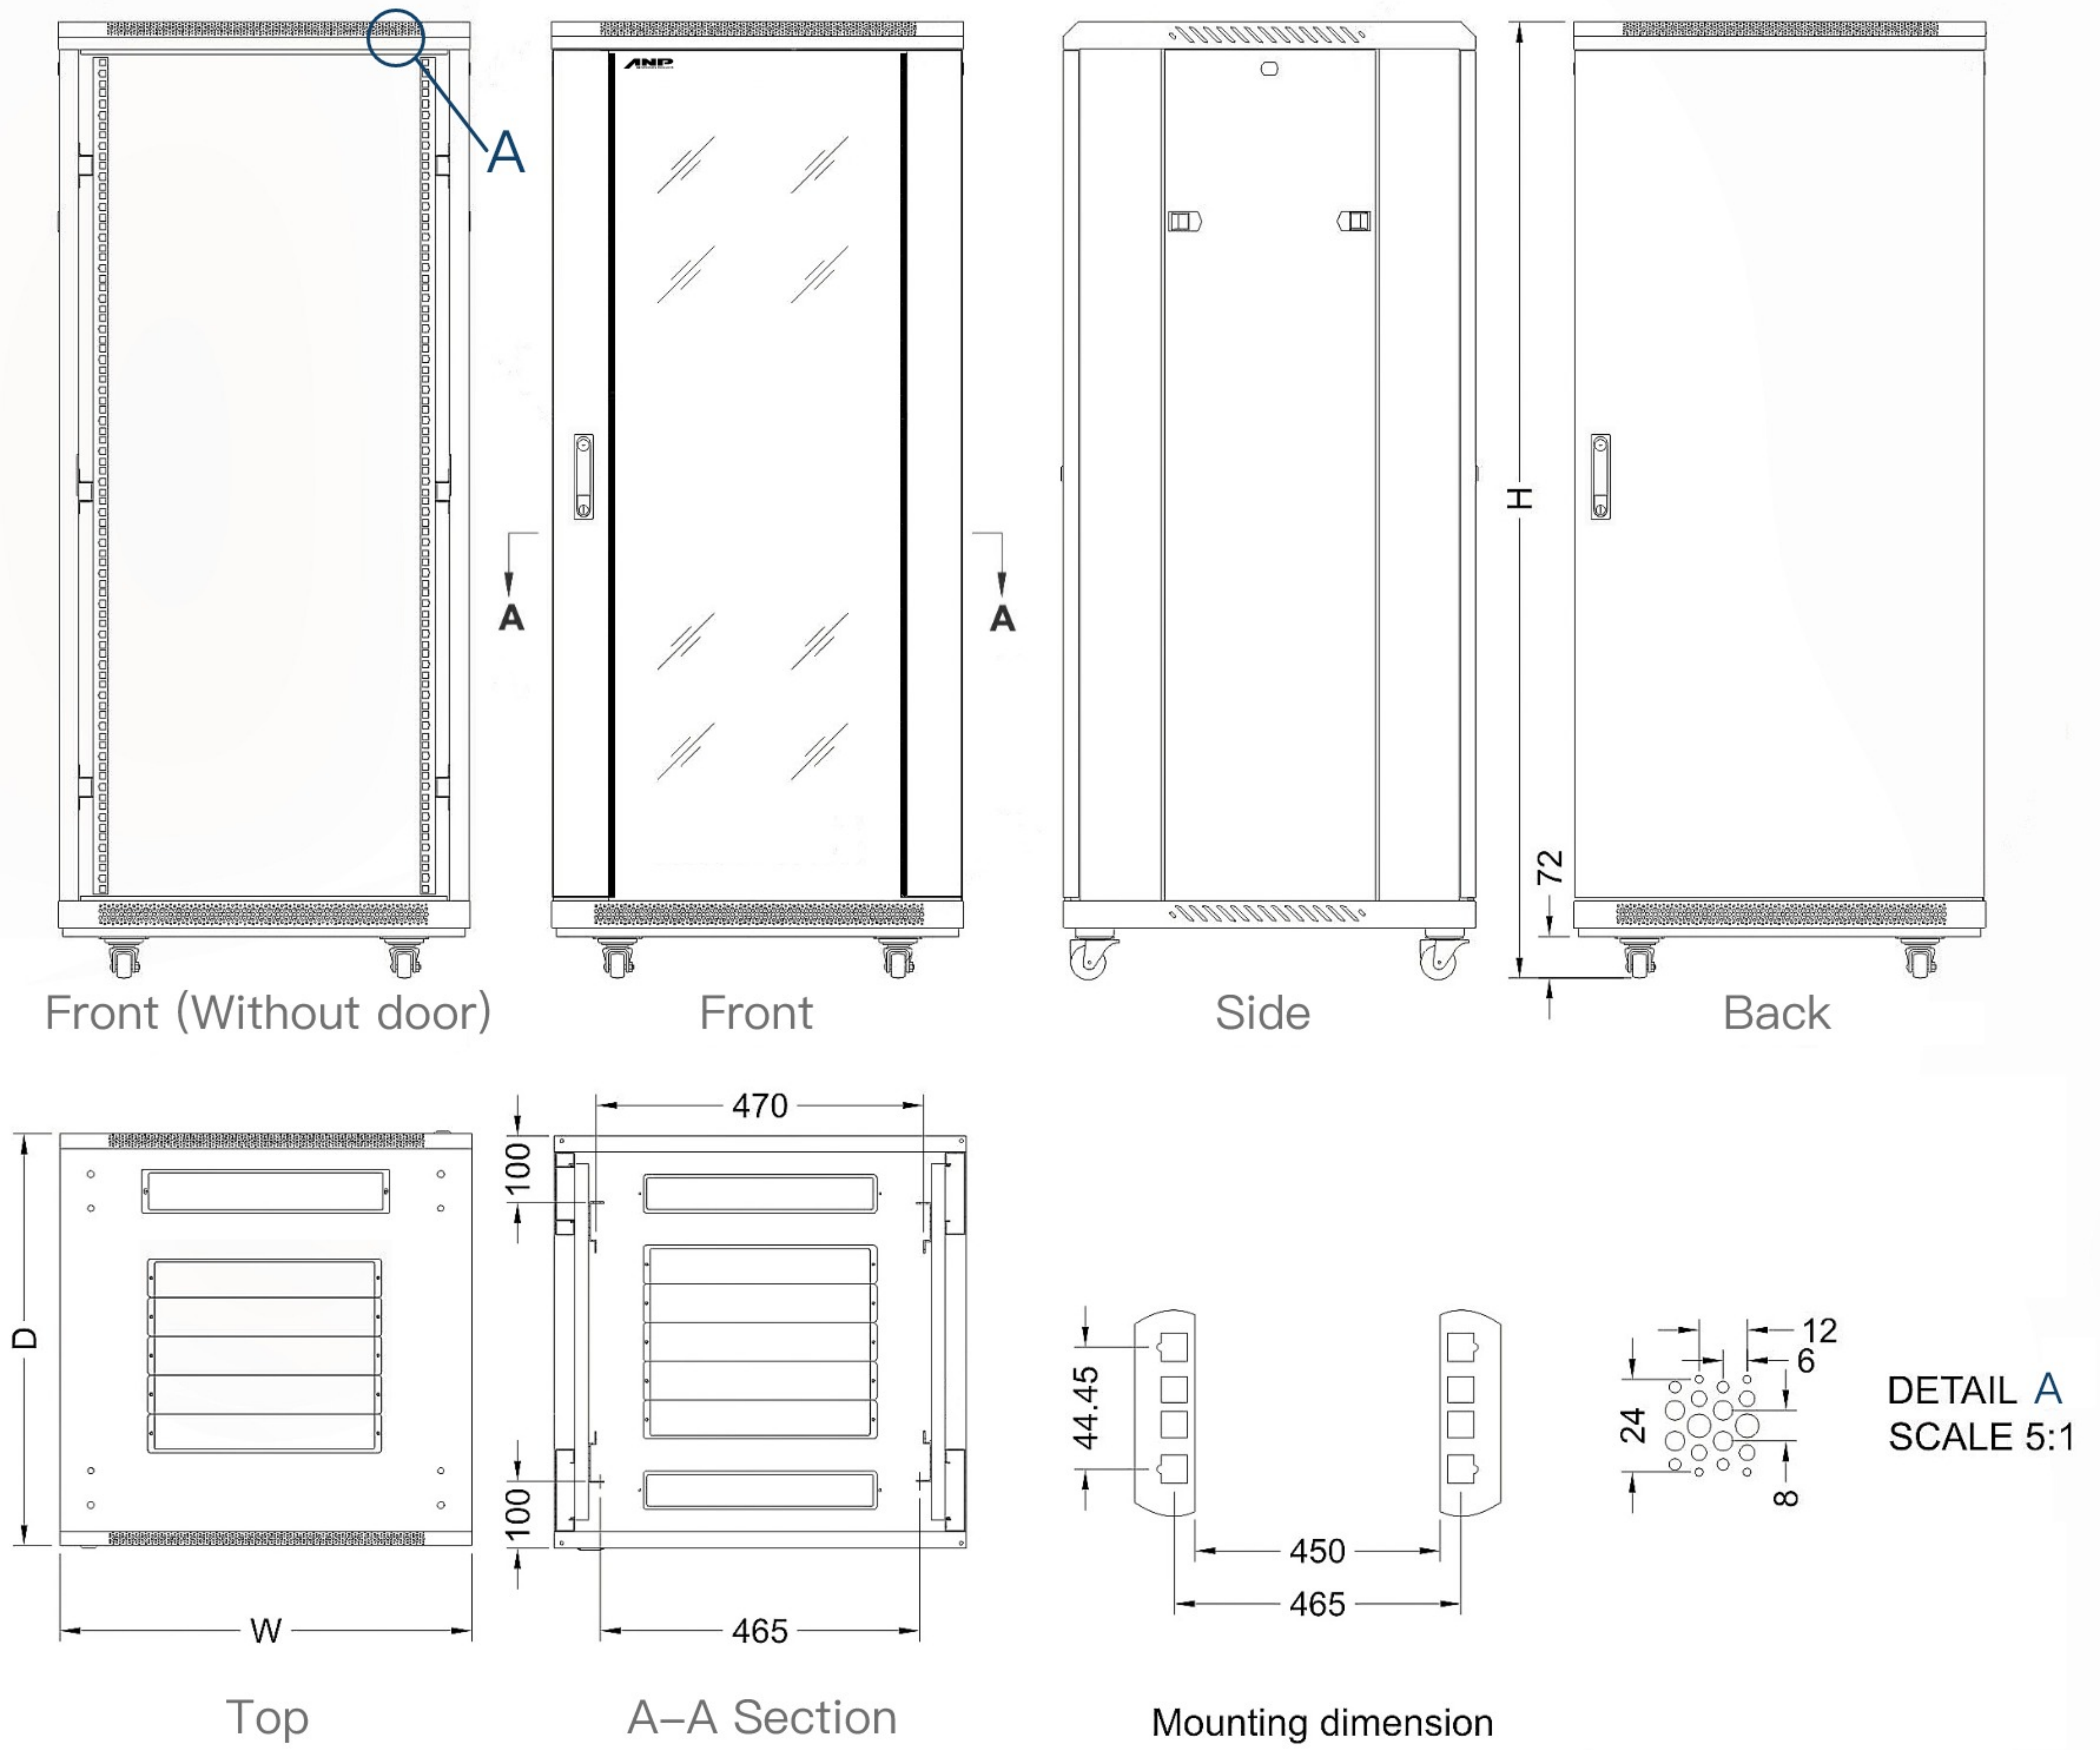 ANP
A
A
A
H
72
Front (Without door)
Front
Side
Back
470
100
D
100
W
465
44.45
450
465
12
6
24
8
DETAIL A
SCALE 5:1
Top
A–A Section
Mounting dimension